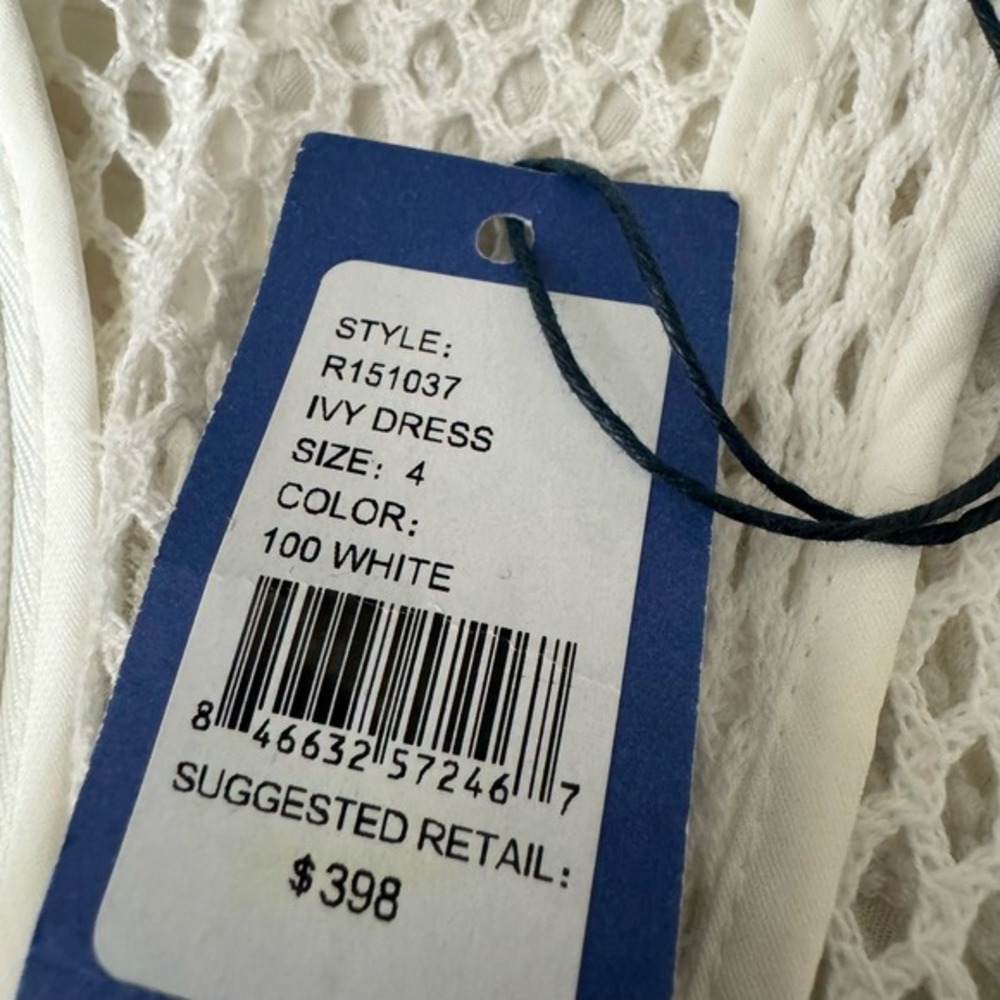 STYLE:
R151037
IVY DRESS
SIZE: 4
COLOR:
100 WHITE
8 46632 57246 7
SUGGESTED RETAIL:
$398